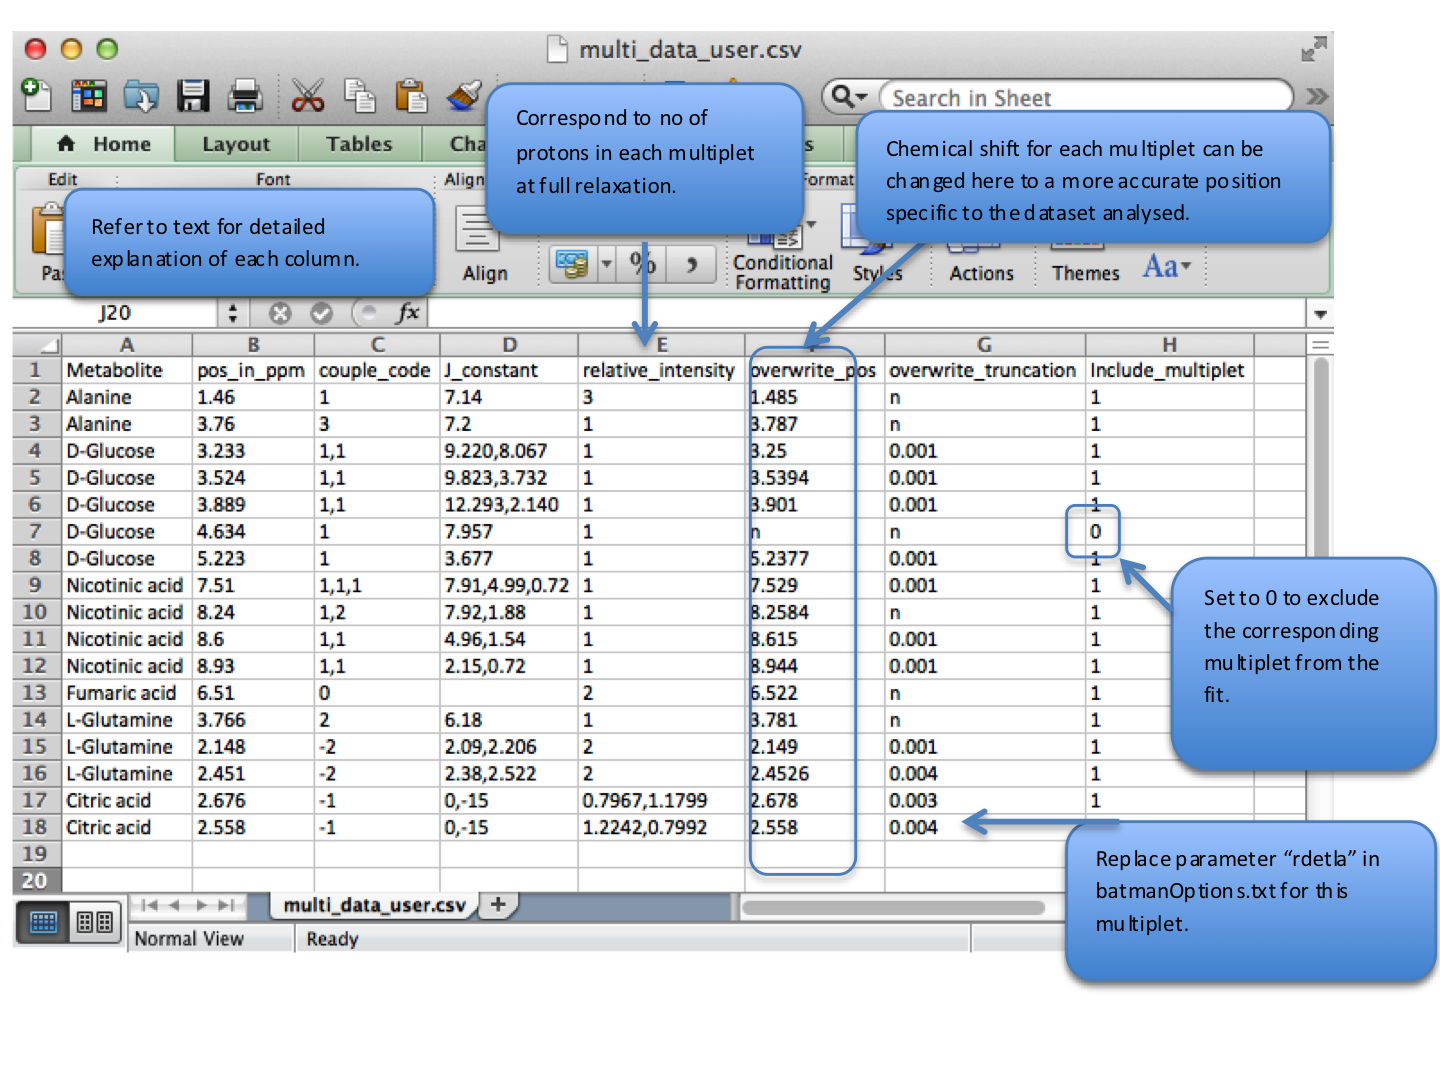 multi_data_user.csv
Search in Sheet
Home Layout Tables
Edit Font
Align
Align
Conditional
Formatting
Styles
Actions
Themes
Aa
Refer to text for detailed
explanation of each column.
Correspond to no of
protons in each multiplet
at full relaxation.
Chemical shift for each multiplet can be
changed here to a more accurate position
specific to the dataset analysed.
J20 fx
A B C D E G H
1 Metabolite pos_in_ppm couple_code J_constant relative_intensity overwrite_pos overwrite_truncation Include_multiplet
2 Alanine 1.46 1 7.14 3 1.485 n 1
3 Alanine 3.76 3 7.2 1 3.787 n 1
4 D-Glucose 3.233 1,1 9.220,8.067 1 3.25 0.001 1
5 D-Glucose 3.524 1,1 9.823,3.732 1 3.5394 0.001 1
6 D-Glucose 3.889 1,1 12.293,2.140 1 3.901 0.001 1
7 D-Glucose 4.634 1 7.957 1 n n 0
8 D-Glucose 5.223 1 3.677 1 5.2377 0.001 1
9 Nicotinic acid 7.51 1,1,1 7.91,4.99,0.72 1 7.529 0.001 1
10 Nicotinic acid 8.24 1,2 7.92,1.88 1 8.2584 n 1
11 Nicotinic acid 8.6 1,1 4.96,1.54 1 8.615 0.001 1
12 Nicotinic acid 8.93 1,1 2.15,0.72 1 8.944 0.001 1
13 Fumaric acid 6.51 0 2 6.522 n 1
14 L-Glutamine 3.766 2 6.18 1 3.781 n 1
15 L-Glutamine 2.148 -2 2.09,2.206 2 2.149 0.001 1
16 L-Glutamine 2.451 -2 2.38,2.522 2 2.4526 0.004 1
17 Citric acid 2.676 -1 0,-15 0.7967,1.1799 2.678 0.003 1
18 Citric acid 2.558 -1 0,-15 1.2242,0.7992 2.558 0.004
19
20
Set to 0 to exclude
the corresponding
multiplet from the
fit.
Replace parameter “rdetla” in
batmanOptions.txt for this
multiplet.
multi_data_user.csv
Normal View Ready